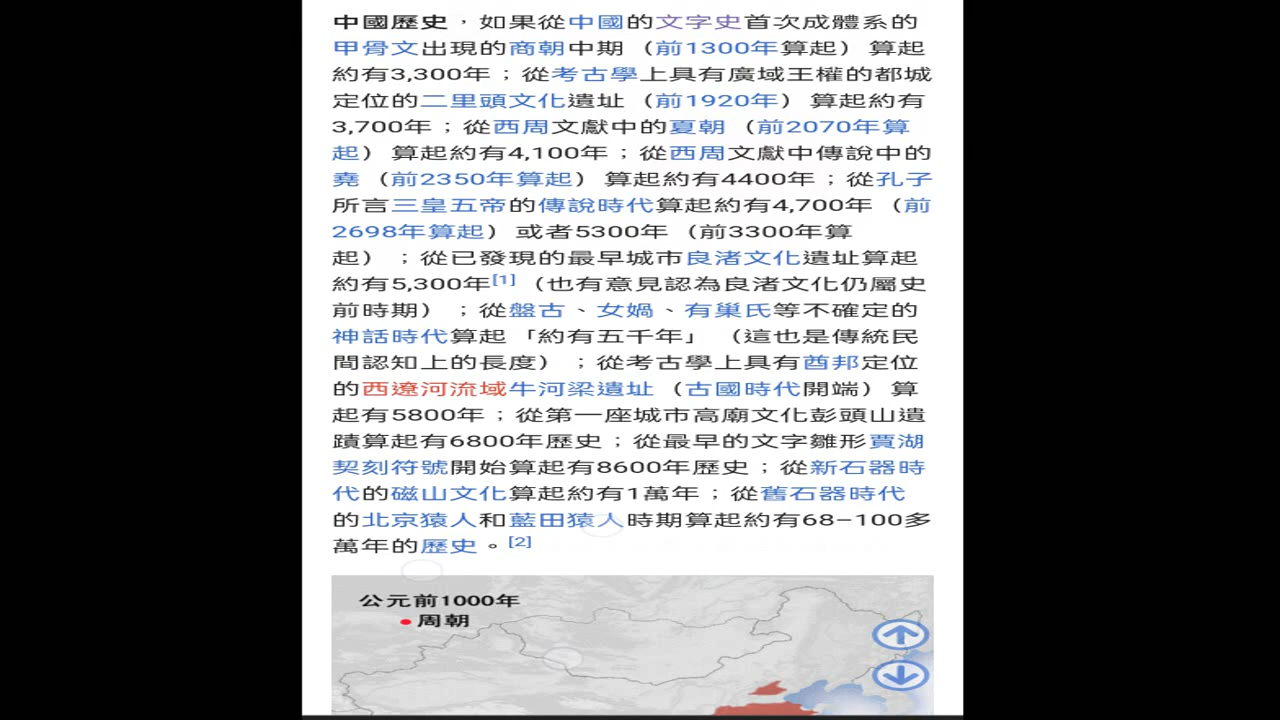 中國歷史，如果從中國的文字史首次成體系的
甲骨文出現的商朝中期（前1300年算起）算起
約有3,300年；從考古學上具有廣域王權的都城
定位的二里頭文化遺址（前1920年）算起約有
3,700年；從西周文獻中的夏朝（前2070年算
起）算起約有4,100年；從西周文獻中傳說中的
堯（前2350年算起）算起約有4400年；從孔子
所言三皇五帝的傳說時代算起約有4,700年（前
2698年算起）或者5300年（前3300年算
起）；從已發現的最早城市良渚文化遺址算起
約有5,300年[1]（也有意見認為良渚文化仍屬史
前時期）；從盤古、女媧、有巢氏等不確定的
神話時代算起「約有五千年」（這也是傳統民
間認知上的長度）；從考古學上具有酋邦定位
的西遼河流域牛河梁遺址（古國時代開端）算
起有5800年；從第一座城市高廟文化彭頭山遺
蹟算起有6800年歷史；從最早的文字雛形賈湖
契刻符號開始算起有8600年歷史；從新石器時
代的磁山文化算起約有1萬年；從舊石器時代
的北京猿人和藍田猿人時期算起約有68–100多
萬年的歷史。[2]
公元前1000年
周朝